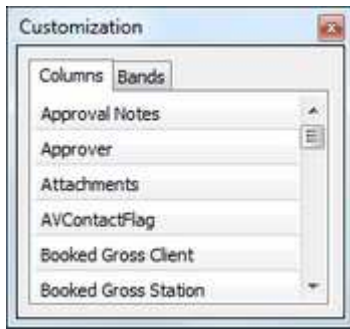 Customization
Columns Bands
Approval Notes
Approver
Attachments
AVContactFlag
Booked Gross Client
Booked Gross Station